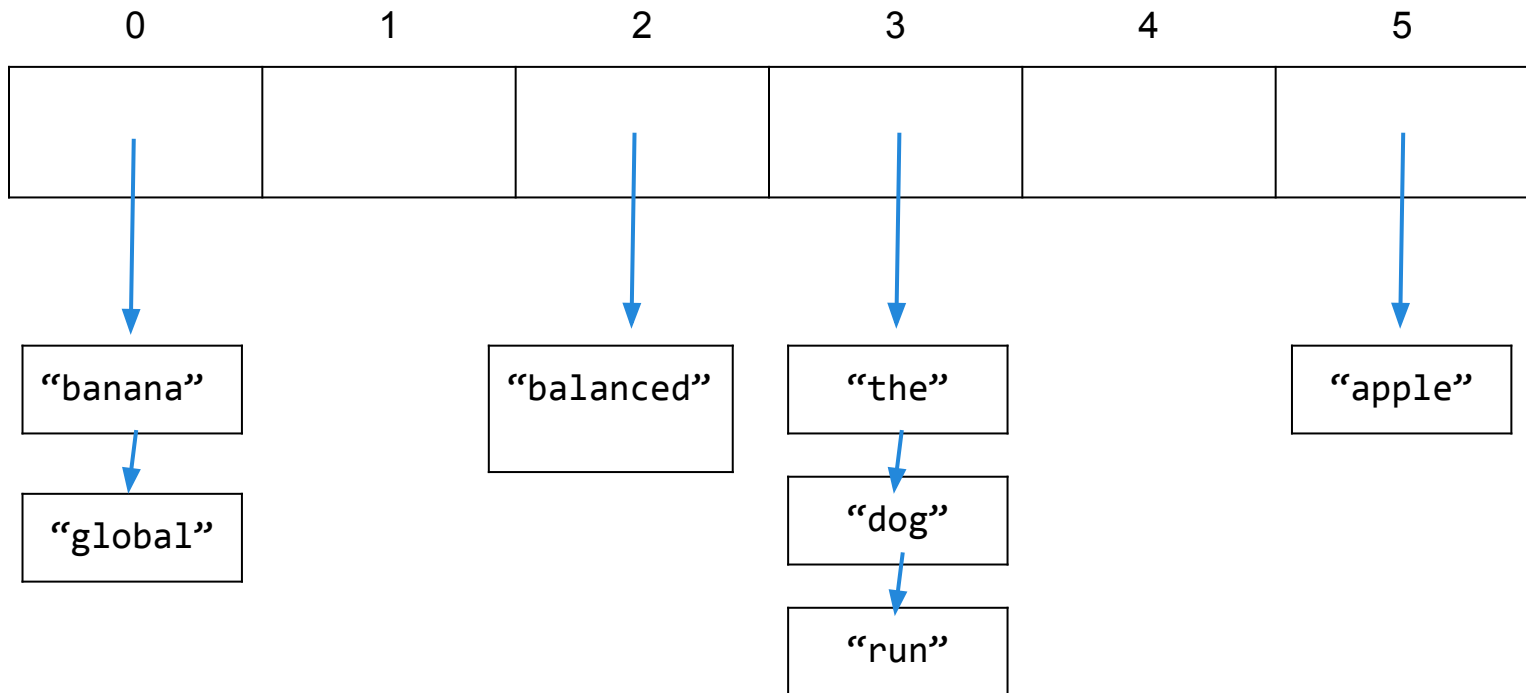 0 1 2 3 4 5
“banana” “balanced” “the” “apple”
“dog”
“global”
“run”